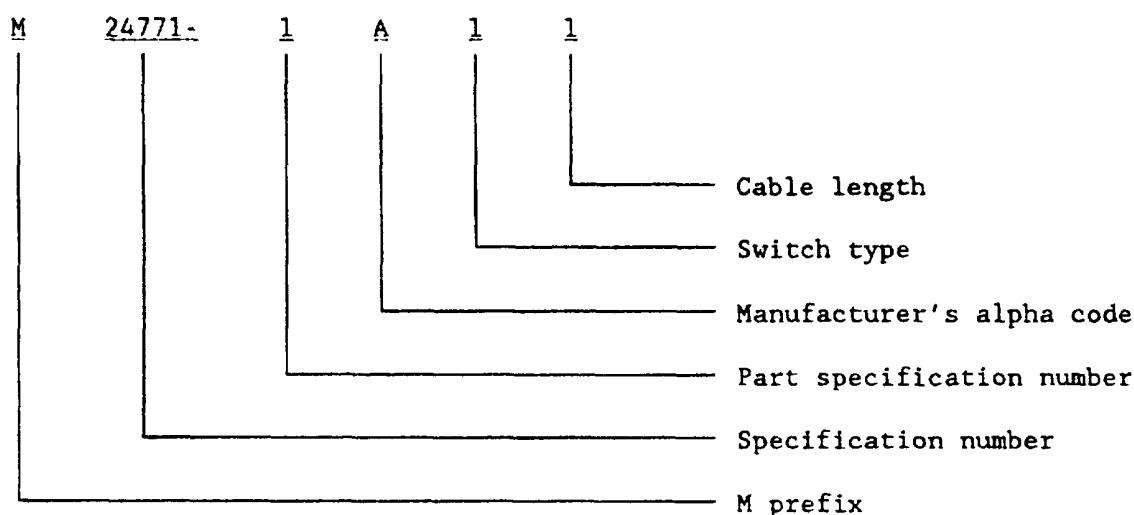 M 24771- 1 A 1 1
Cable length
Switch type
Manufacturer's alpha code
Part specification number
Specification number
M prefix